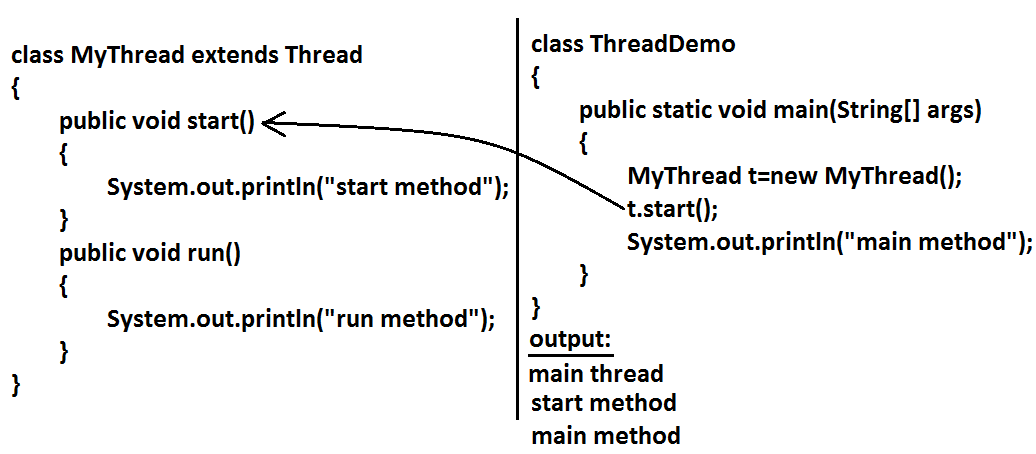 class MyThread extends Thread
{
public void start()
{
System.out.println("start method");
}
public void run()
{
System.out.println("run method");
}
}
class ThreadDemo
{
public static void main(String[] args)
{
MyThread t=new MyThread();
t.start();
System.out.println("main method");
}
}
output:
main thread
start method
main method